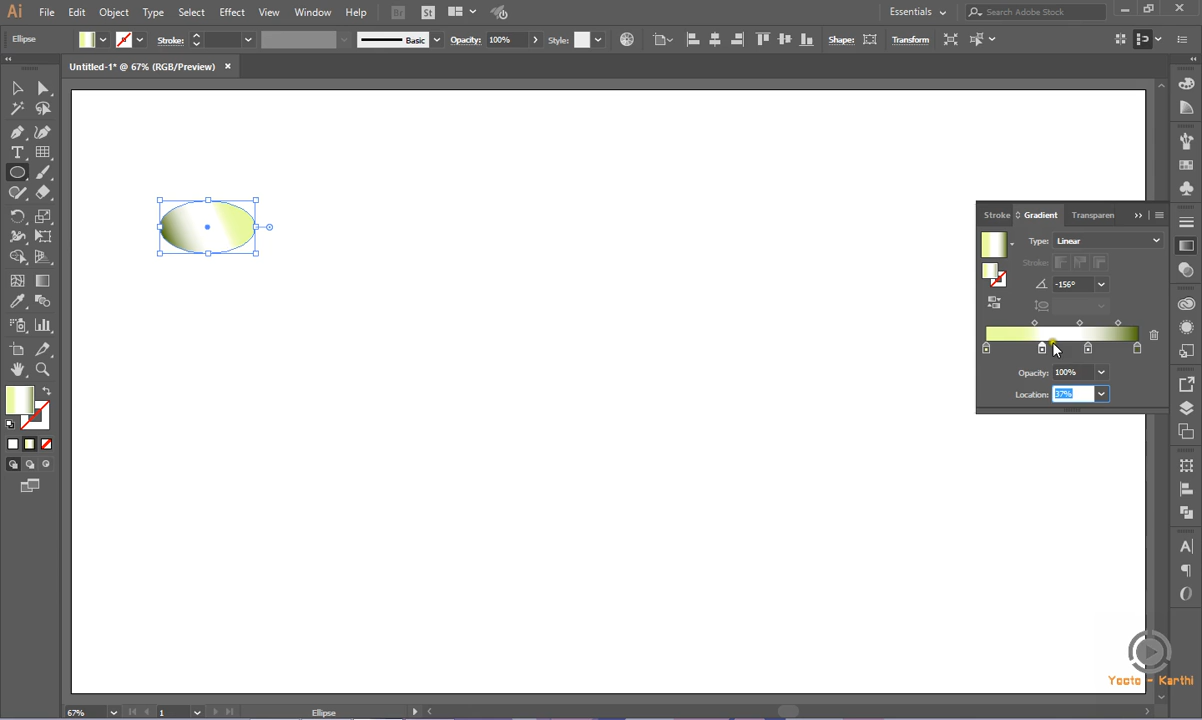 Ai File Edit Object Type Select Effect View Window Help Br St Essentials Search Adobe Stock
Ellipse Stroke: Basic Opacity: 100% Style: Shape: Transform
Untitled-1* @ 67% (RGB/Preview) ×
Stroke Gradient Transparen
Type: Linear
Stroke:
-156°
Opacity: 100%
Location: 37%
Yooto - Karthi
67% 1 Ellipse